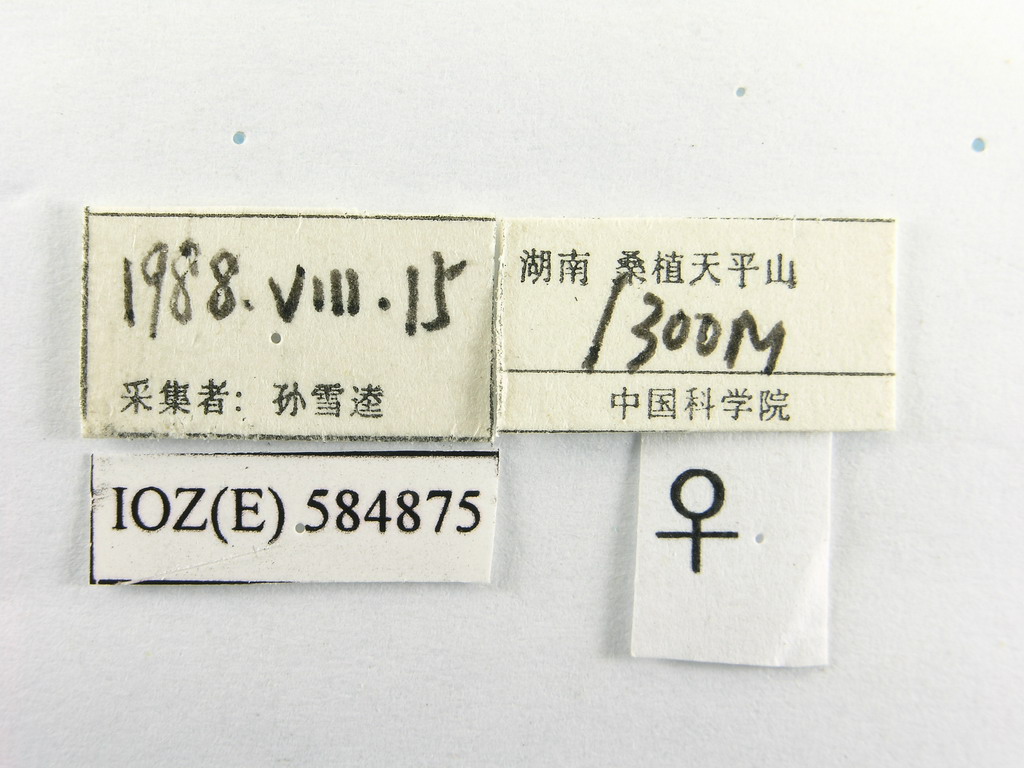 1988.VIII.15
采集者：孙雪逵
湖南 桑植天平山
1300M
中国科学院
IOZ(E) 584875
♀